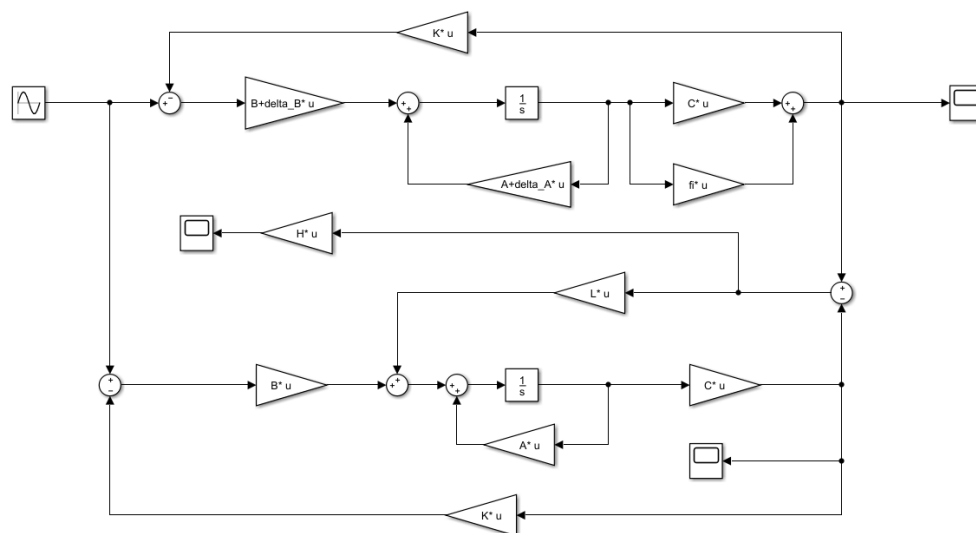 K* u
B+delta_B* u
1
s
C* u
A+delta_A* u
fi* u
H* u
L* u
B* u
1
s
C* u
A* u
K* u